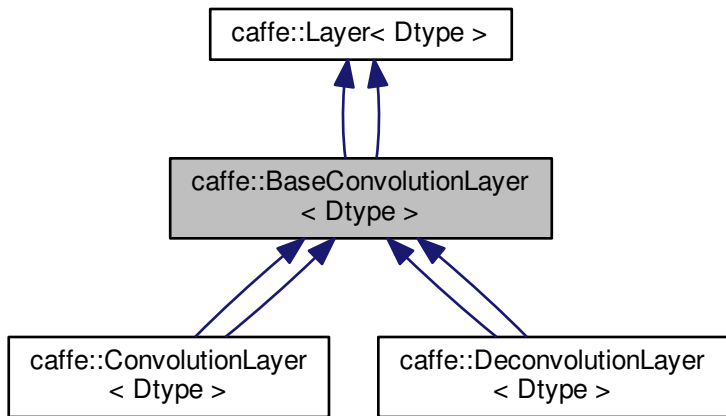 caffe::Layer< Dtype >
caffe::BaseConvolutionLayer
< Dtype >
caffe::ConvolutionLayer
< Dtype >
caffe::DeconvolutionLayer
< Dtype >